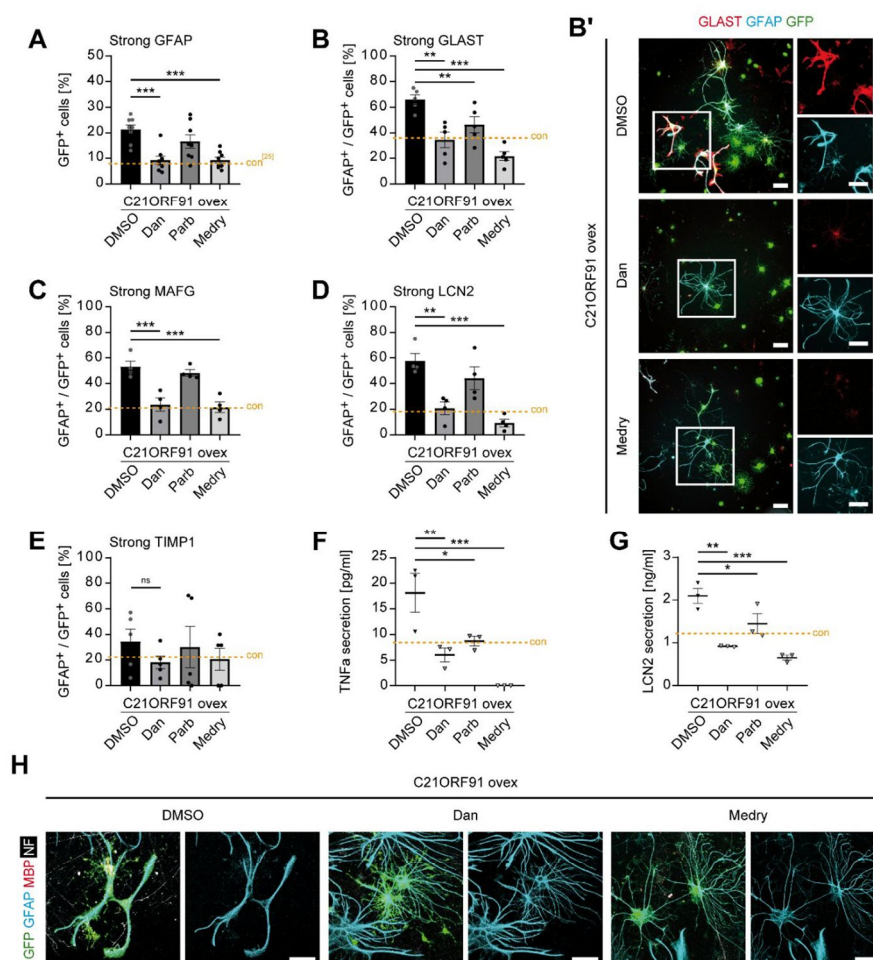 A
Strong GFAP
GFP+ cells [%]
50
40
30
20
10
0
***
***
con[25]
C21ORF91 ovex
DMSO
Dan
Parb
Medry
B
Strong GLAST
GFAP+ / GFP+ cells [%]
100
80
60
40
20
0
**
***
**
con
C21ORF91 ovex
DMSO
Dan
Parb
Medry
B'
GLAST GFAP GFP
C21ORF91 ovex
DMSO
Dan
Medry
C
Strong MAFG
GFAP+ / GFP+ cells [%]
100
80
60
40
20
0
***
***
con
C21ORF91 ovex
DMSO
Dan
Parb
Medry
D
Strong LCN2
GFAP+ / GFP+ cells [%]
100
80
60
40
20
0
**
***
con
C21ORF91 ovex
DMSO
Dan
Parb
Medry
E
Strong TIMP1
GFAP+ / GFP+ cells [%]
100
80
60
40
20
0
ns
con
C21ORF91 ovex
DMSO
Dan
Parb
Medry
F
TNFa secretion [pg/ml]
25
20
15
10
5
0
**
***
*
con
C21ORF91 ovex
DMSO
Dan
Parb
Medry
G
LCN2 secretion [ng/ml]
3
2
1
0
**
***
*
con
C21ORF91 ovex
DMSO
Dan
Parb
Medry
H
C21ORF91 ovex
DMSO
Dan
Medry
GFP GFAP MBP NF